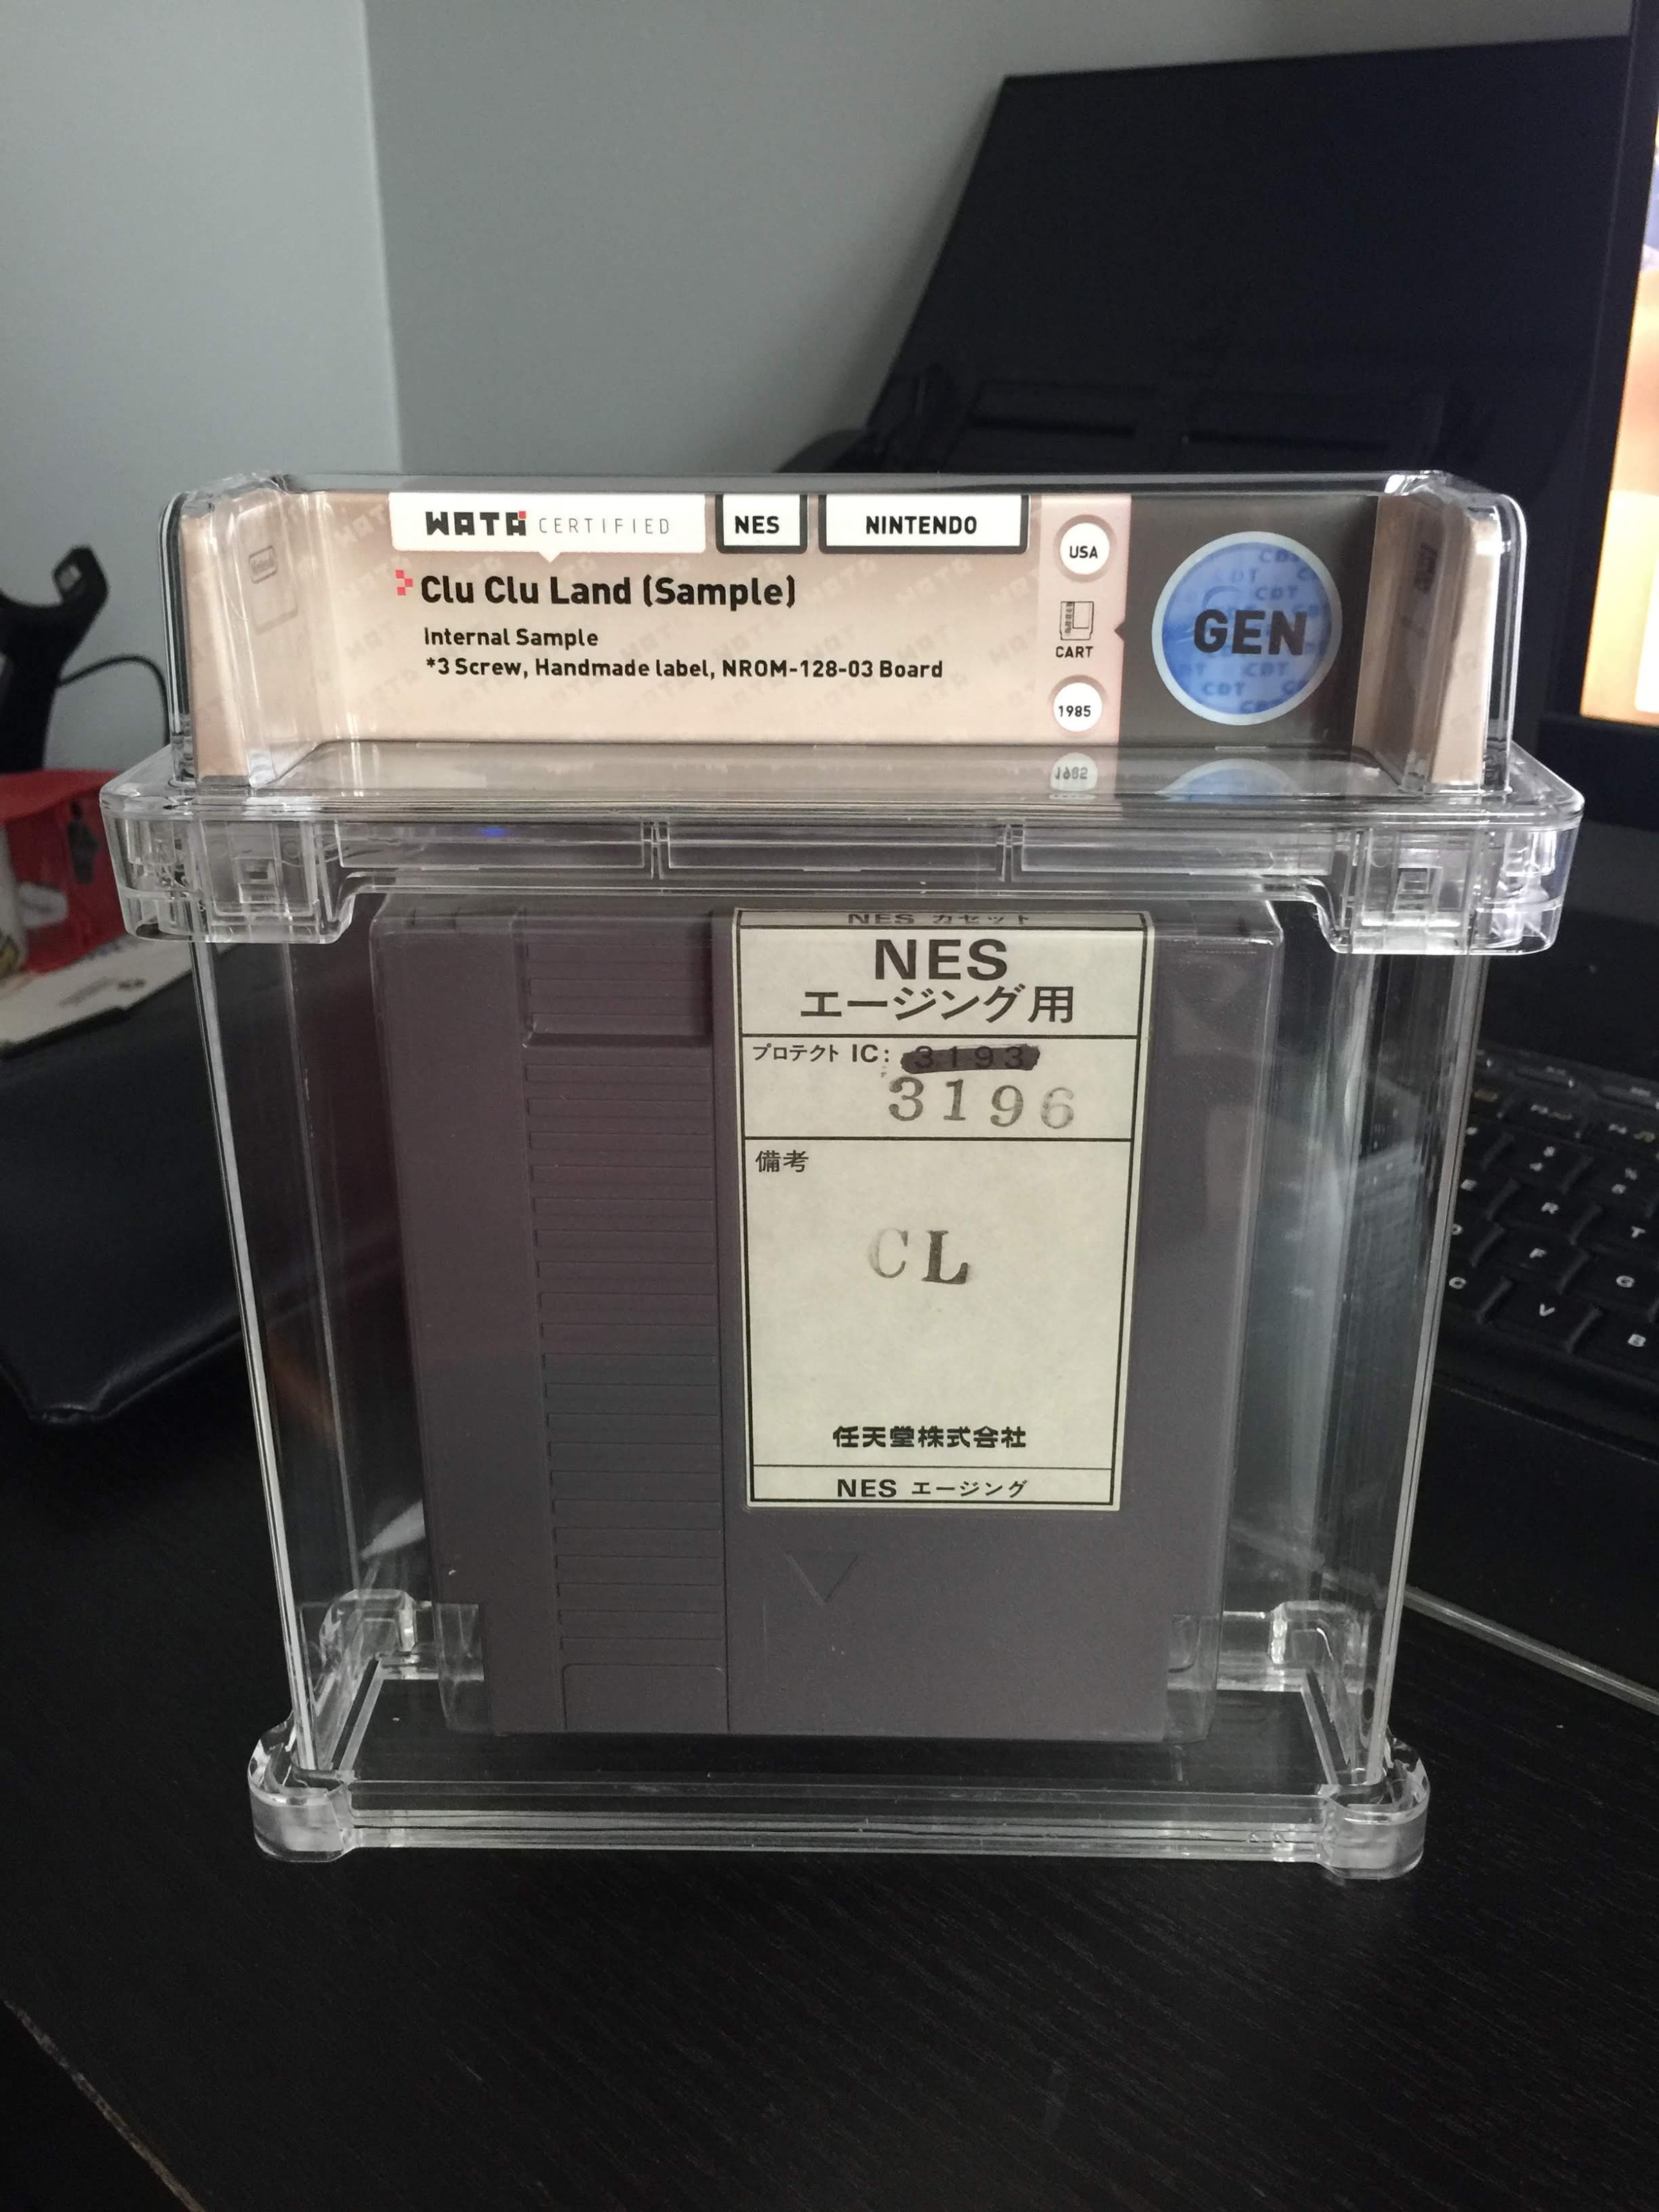 WATA CERTIFIED
NES
NINTENDO
Clu Clu Land (Sample)
Internal Sample
*3 Screw, Handmade label, NROM-128-03 Board
USA
CART
1985
GEN
NES カセット
NES
エージング用
プロテクト IC: 3193
3196
備考
CL
任天堂株式会社
NES エージング